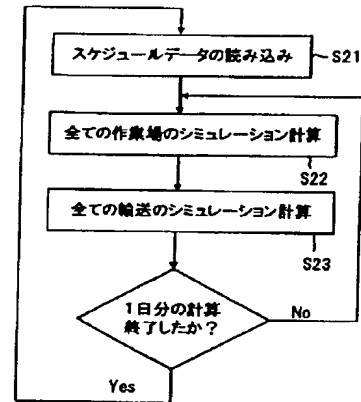 スケジュールデータの読み込み
S21
全ての作業場のシミュレーション計算
S22
全ての輸送のシミュレーション計算
S23
1日分の計算
終了したか？
No
Yes